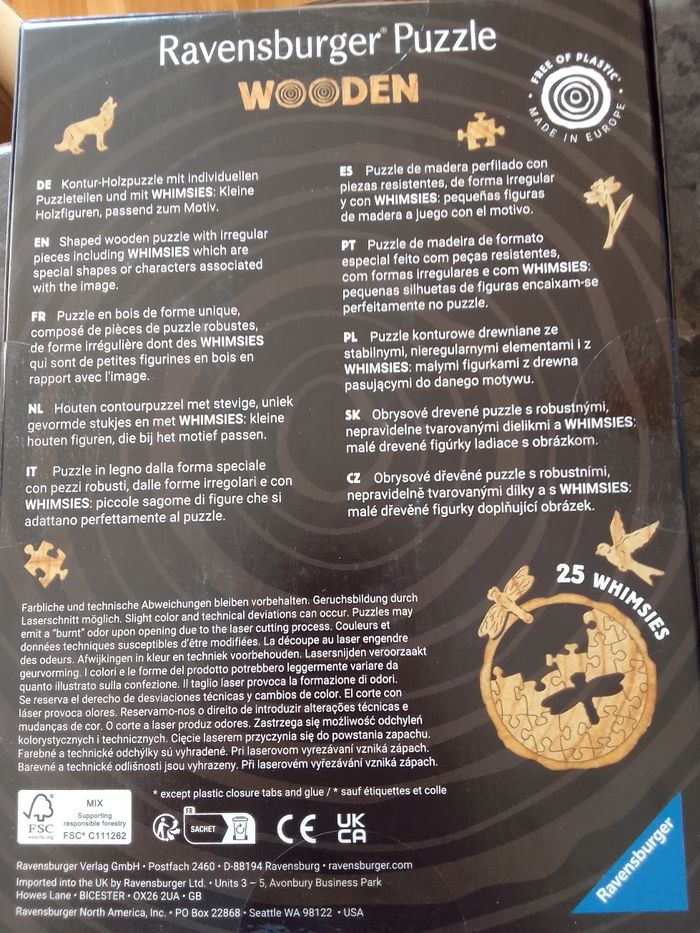 Ravensburger® Puzzle
WOODEN
FREE OF PLASTIC*
MADE IN EUROPE
DE Kontur-Holzpuzzle mit individuellen
Puzzleteilen und mit WHIMSIES: Kleine
Holzfiguren, passend zum Motiv.
EN Shaped wooden puzzle with irregular
pieces including WHIMSIES which are
special shapes or characters associated
with the image.
FR Puzzle en bois de forme unique,
composé de pièces de puzzle robustes,
de forme irrégulière dont des WHIMSIES
qui sont de petites figurines en bois en
rapport avec l'image.
NL Houten contourpuzzel met stevige, uniek
gevormde stukjes en met WHIMSIES: kleine
houten figuren, die bij het motief passen.
IT Puzzle in legno dalla forma speciale
con pezzi robusti, dalle forme irregolari e con
WHIMSIES: piccole sagome di figure che si
adattano perfettamente al puzzle.
ES Puzzle de madera perfilado con
piezas resistentes, de forma irregular
y con WHIMSIES: pequeñas figuras
de madera a juego con el motivo.
PT Puzzle de madeira de formato
especial feito com peças resistentes,
com formas irregulares e com WHIMSIES:
pequenas silhuetas de figuras encaixam-se
perfeitamente no puzzle.
PL Puzzle konturowe drewniane ze
stabilnymi, nieregularnymi elementami i z
WHIMSIES: małymi figurkami z drewna
pasującymi do danego motywu.
SK Obrysové drevené puzzle s robustnými,
nepravidelne tvarovanými dielikmi a WHIMSIES:
malé drevené figúrky ladiace s obrázkom.
CZ Obrysové dřevěné puzzle s robustními,
nepravidelně tvarovanými dílky a s WHIMSIES:
malé dřevěné figurky doplňující obrázek.
25 WHIMSIES
Farbliche und technische Abweichungen bleiben vorbehalten. Geruchsbildung durch
Laserschnitt möglich. Slight color and technical deviations can occur. Puzzles may
emit a "burnt" odor upon opening due to the laser cutting process. Couleurs et
données techniques susceptibles d'être modifiées. La découpe au laser engendre
des odeurs. Afwijkingen in kleur en techniek voorbehouden. Lasersnijden veroorzaakt
geurvorming. I colori e le forme del prodotto potrebbero leggermente variare da
quanto illustrato sulla confezione. Il taglio laser provoca la formazione di odori.
Se reserva el derecho de desviaciones técnicas y cambios de color. El corte con
láser provoca olores. Reservamo-nos o direito de introduzir alterações técnicas e
mudanças de cor. O corte a laser produz odores. Zastrzega się możliwość odchyleń
kolorystycznych i technicznych. Cięcie laserem przyczynia się do powstania zapachu.
Farebné a technické odchýlky sú vyhradené. Pri laserovom vyrezávaní vzniká zápach.
Barevné a technické odlišnosti jsou vyhrazeny. Při laserovém vyřezávání vzniká zápach.
* except plastic closure tabs and glue / * sauf étiquettes et colle
FSC
www.fsc.org
MIX
Supporting
responsible forestry
FSC® C111262
FR
SACHET
CE
UK
CA
Ravensburger Verlag GmbH • Postfach 2460 • D-88194 Ravensburg • ravensburger.com
Imported into the UK by Ravensburger Ltd. • Units 3 – 5, Avonbury Business Park
Howes Lane • BICESTER • OX26 2UA • GB
Ravensburger North America, Inc. • PO Box 22868 • Seattle WA 98122 • USA
Ravensburger